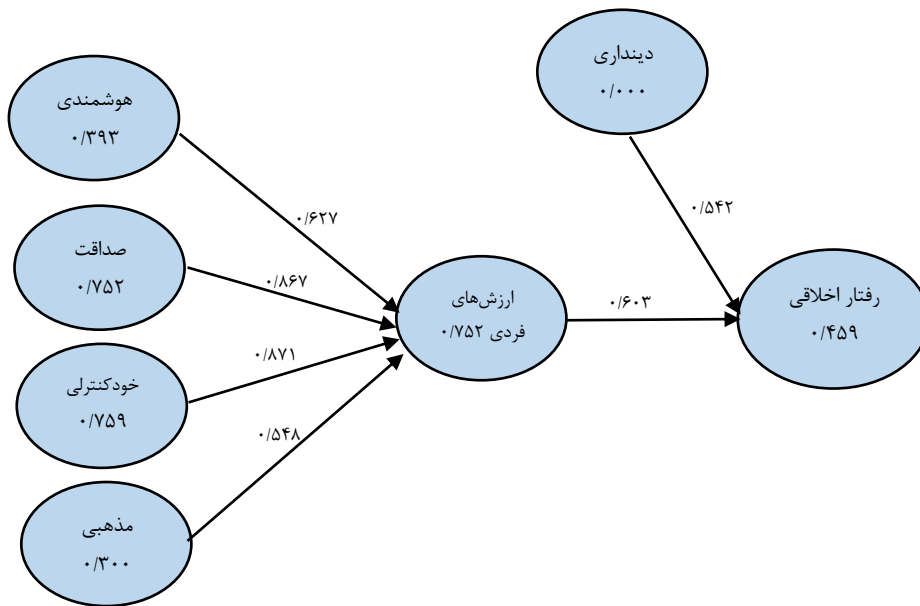 دینداری
۰/۰۰۰
هوشمندی
۰/۳۹۳
۰/۶۲۷
۰/۵۴۲
صداقت
۰/۷۵۲
۰/۸۶۷
ارزش‌های
فردی ۰/۷۵۲
۰/۶۰۳
رفتار اخلاقی
۰/۴۵۹
۰/۸۷۱
خودکنترلی
۰/۷۵۹
۰/۵۴۸
مذهبی
۰/۳۰۰